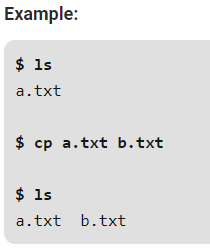 Example:
$ ls
a.txt
$ cp a.txt b.txt
$ ls
a.txt  b.txt